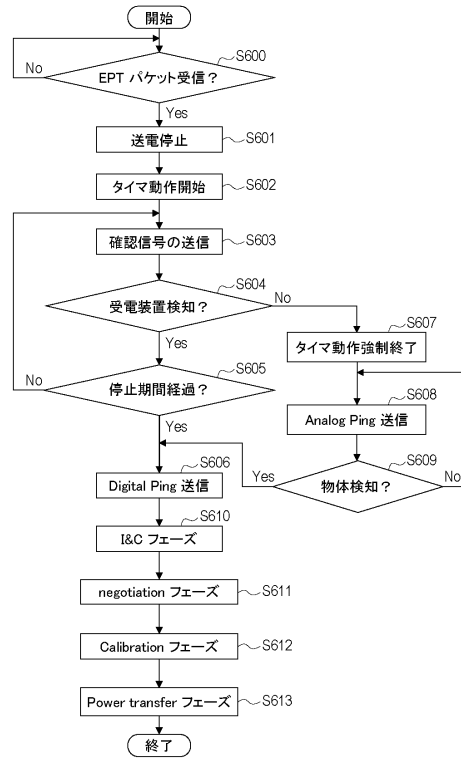 開始
S600
EPT パケット受信？
No
Yes
送電停止
S601
タイマ動作開始
S602
確認信号の送信
S603
S604
受電装置検知？
No
Yes
S607
タイマ動作強制終了
S605
停止期間経過？
No
Yes
S608
Analog Ping 送信
S609
物体検知？
Yes
No
S606
Digital Ping 送信
S610
I&C フェーズ
negotiation フェーズ
S611
Calibration フェーズ
S612
Power transfer フェーズ
S613
終了